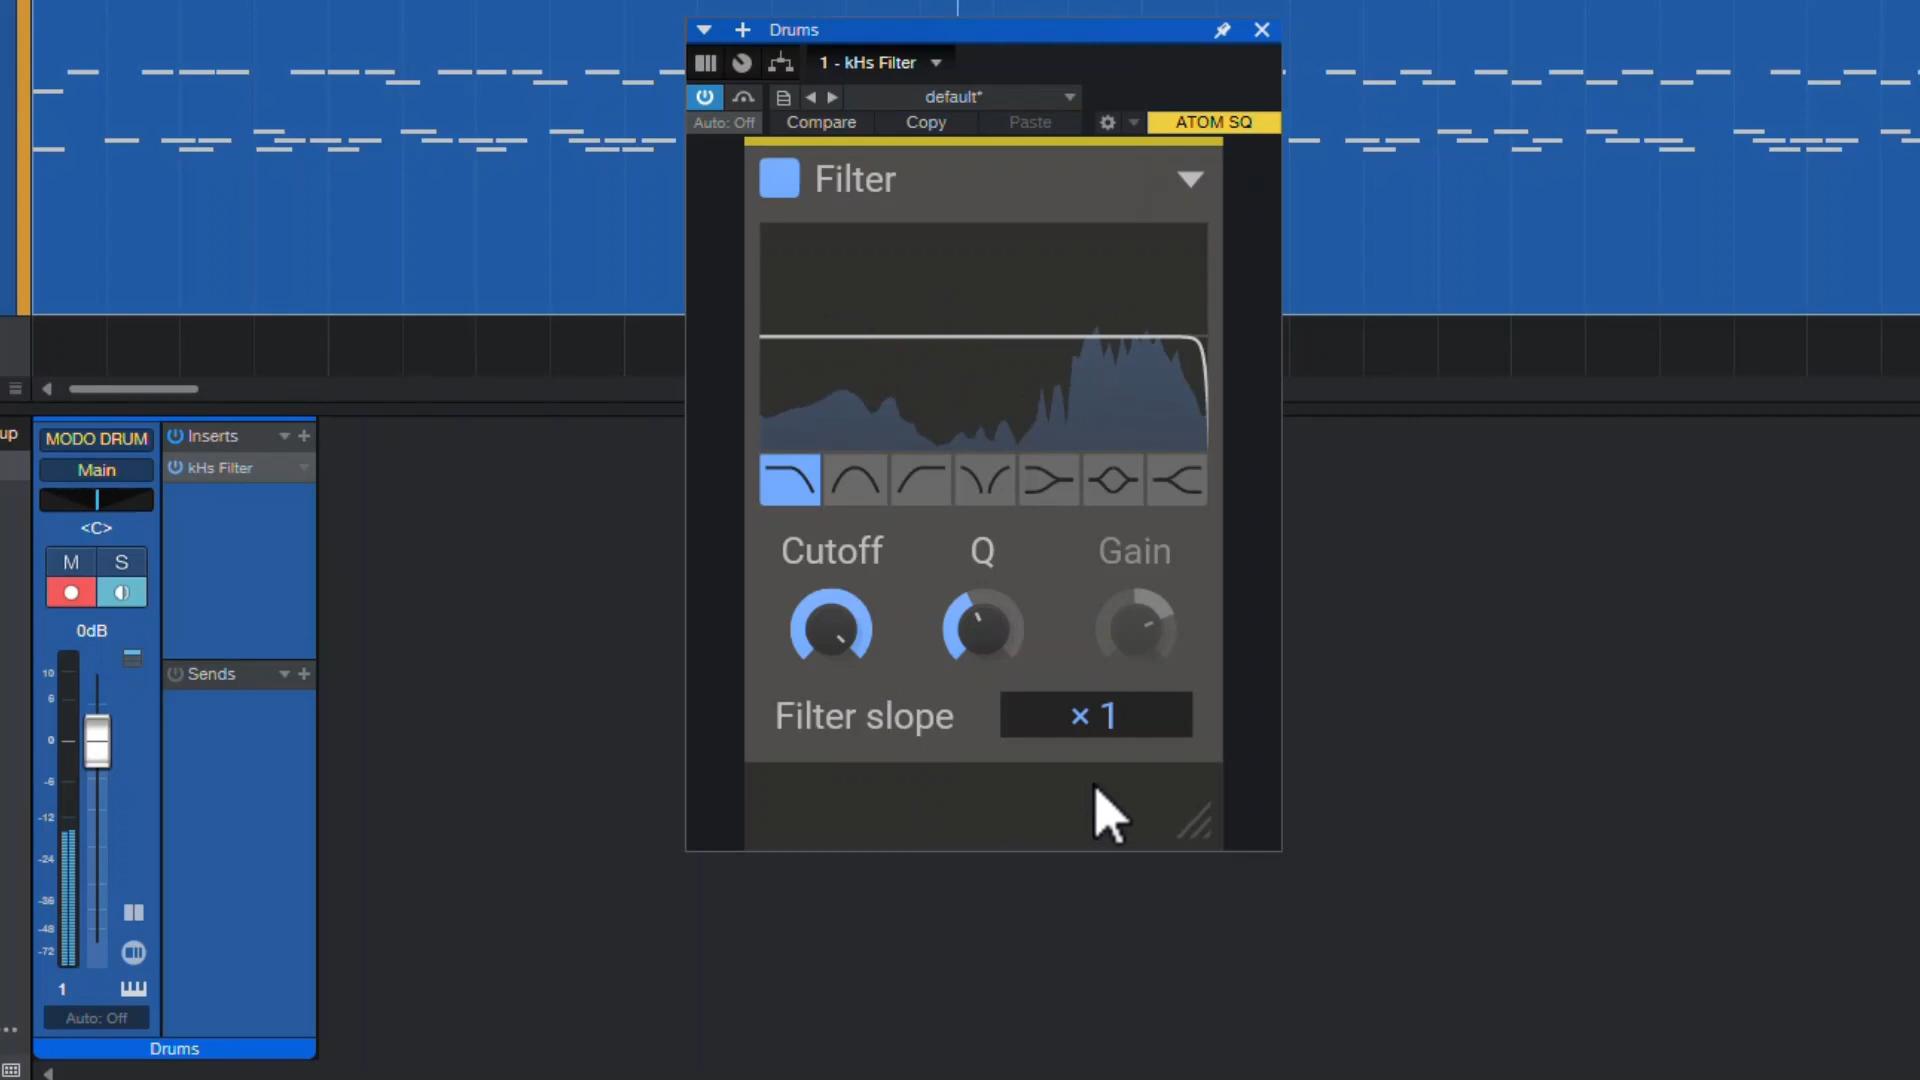 Drums
1 - kHs Filter
default*
Auto: Off
Compare
Copy
Paste
ATOM SQ
Filter
Cutoff
Q
Gain
Filter slope
× 1
up
MODO DRUM
Main
<C>
M
S
0dB
10
6
0
-6
-12
-24
-36
-48
-72
1
Auto: Off
Drums
Inserts
kHs Filter
Sends